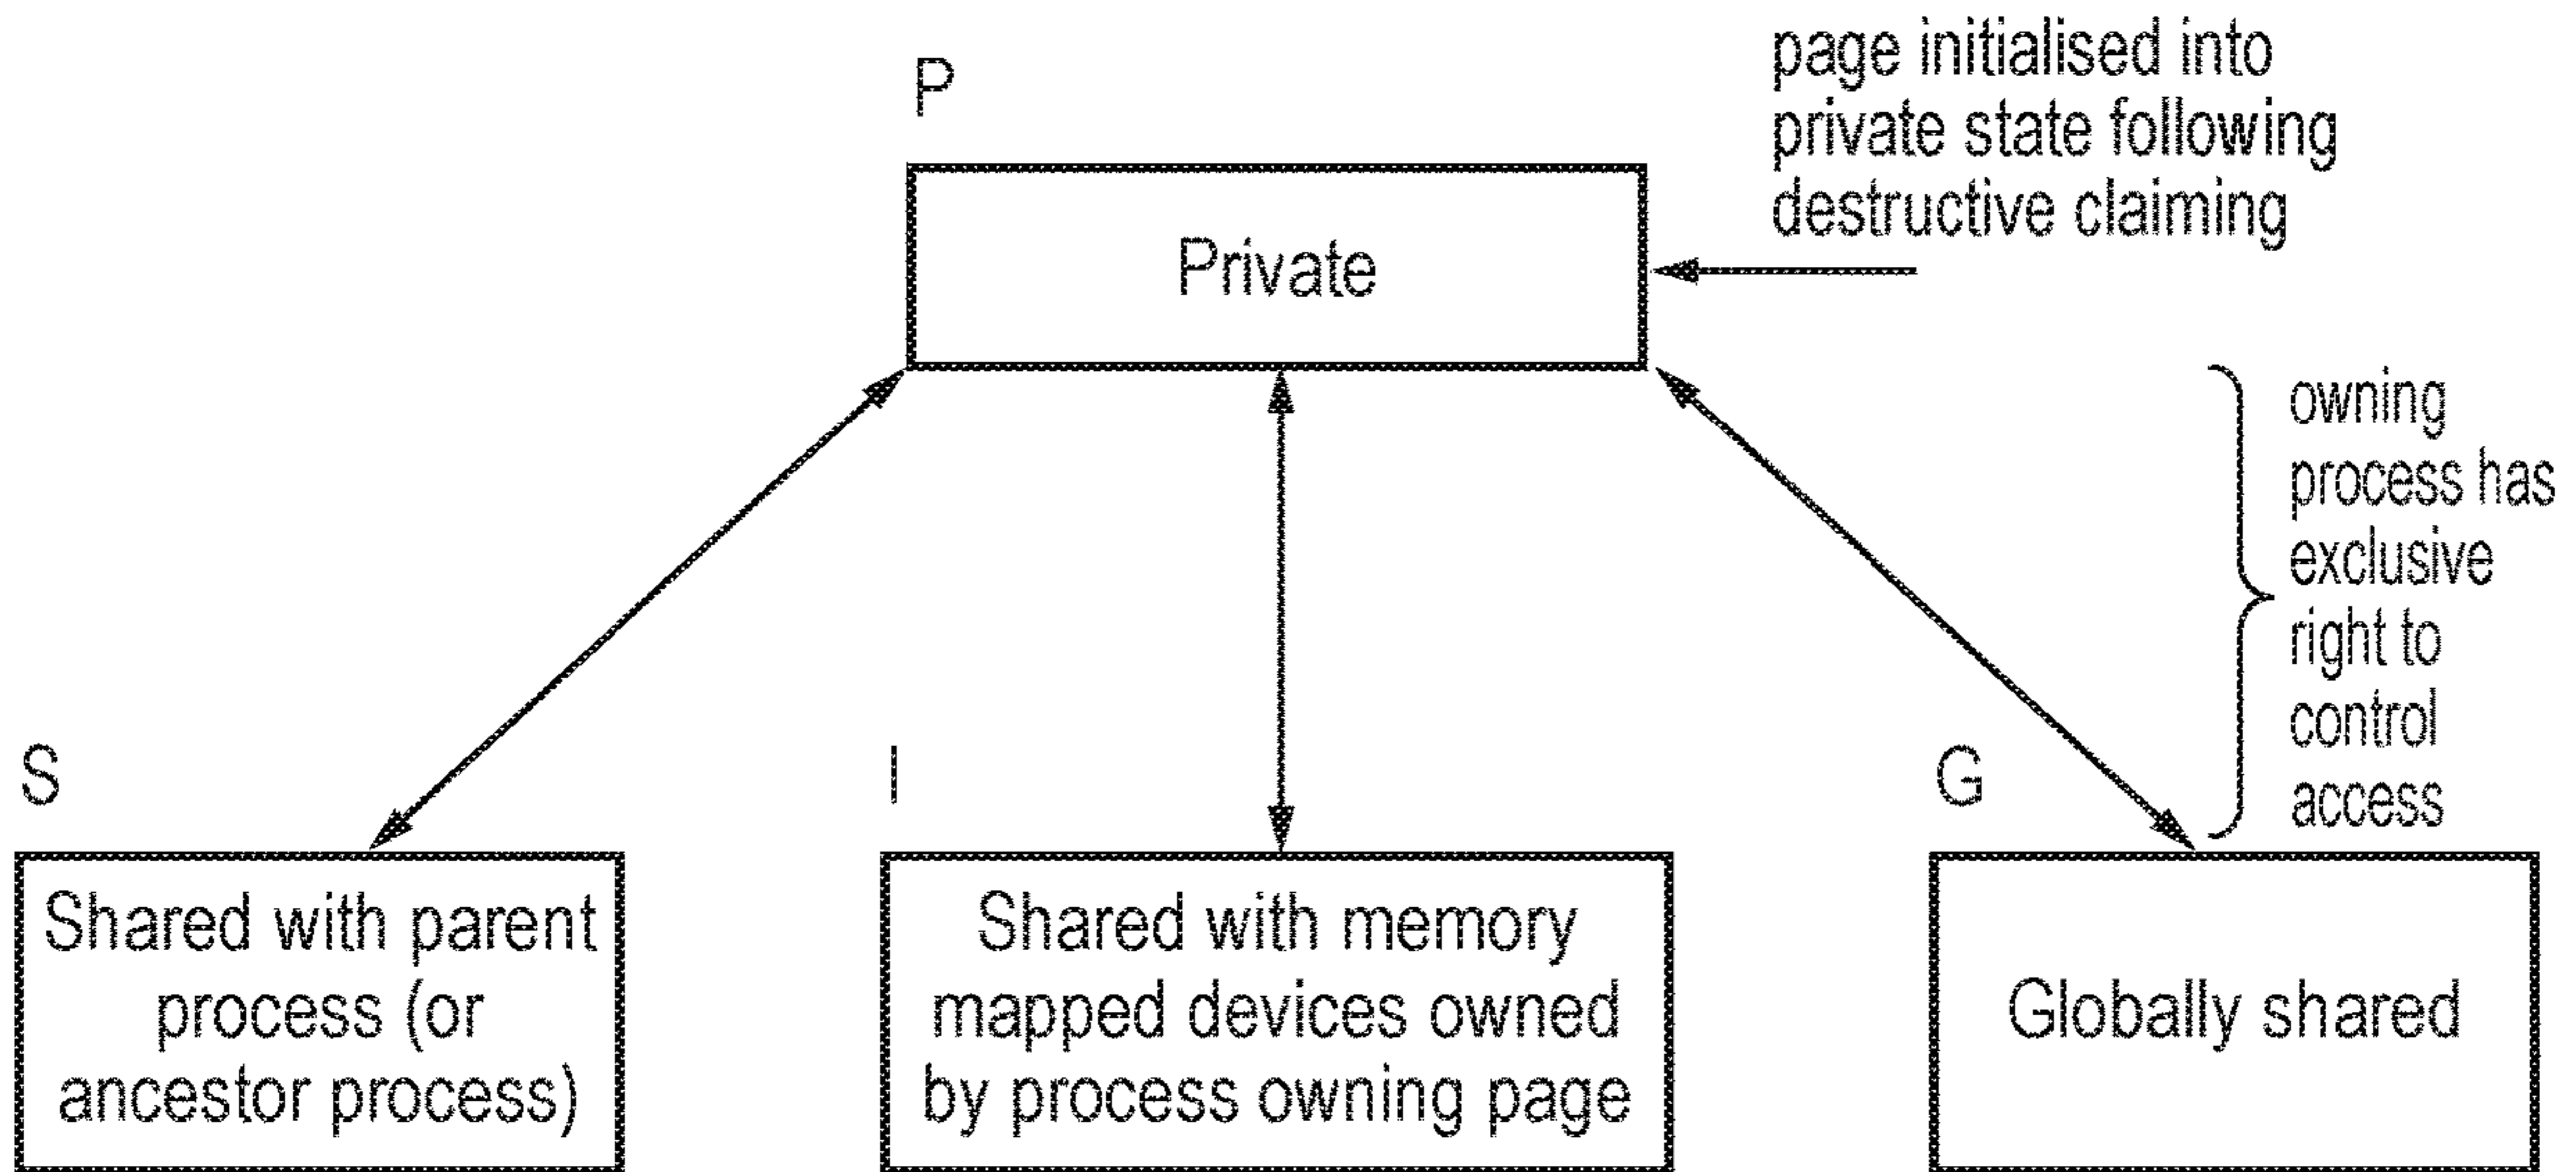 P
page initialised into
private state following
destructive claiming
Private
owning
process has
exclusive
right to
control
access
S
I
G
Shared with parent
process (or
ancestor process)
Shared with memory
mapped devices owned
by process owning page
Globally shared